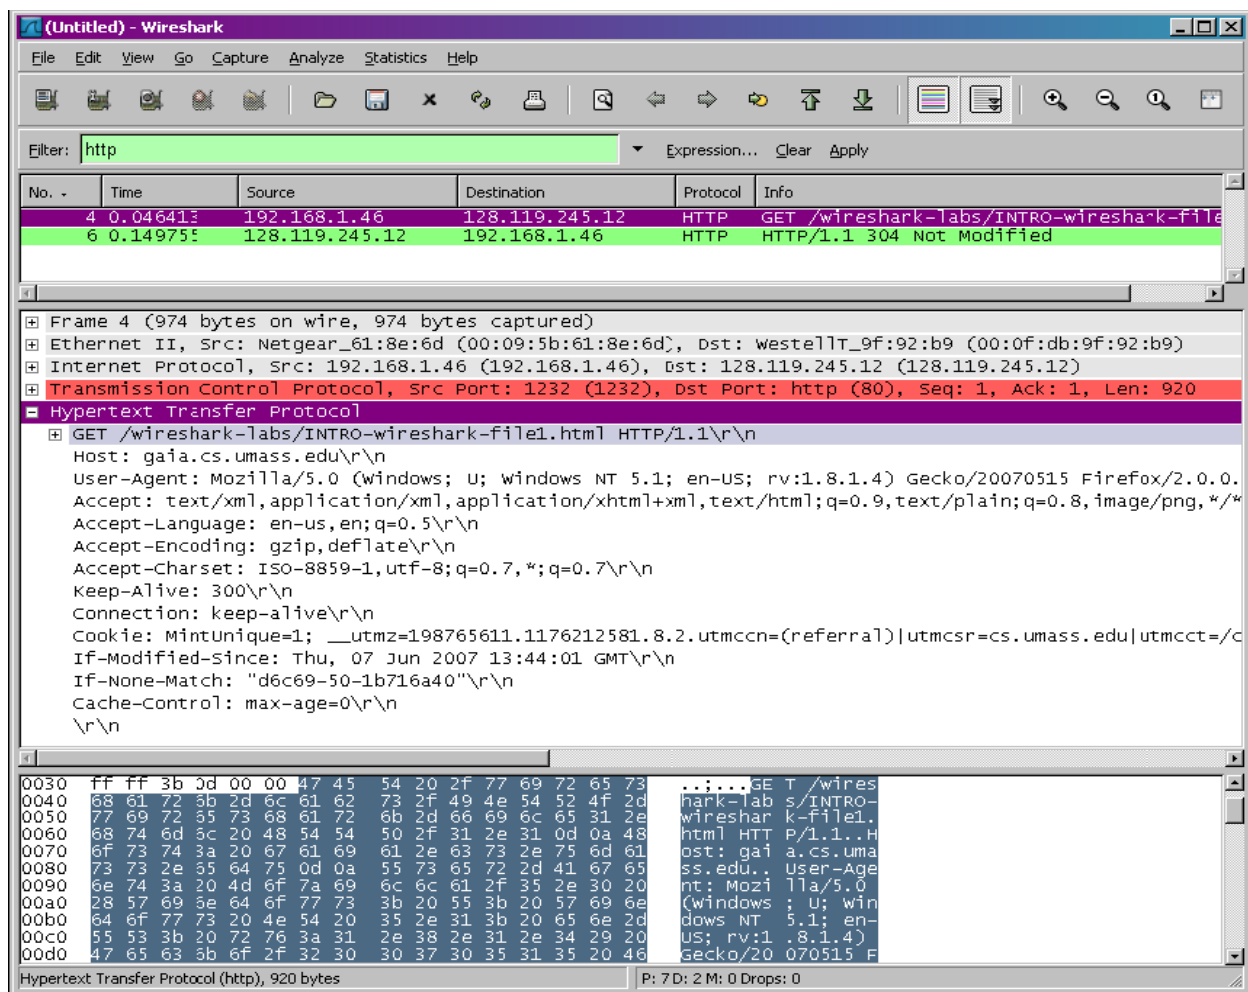 (Untitled) - Wireshark
File Edit View Go Capture Analyze Statistics Help
Filter: http Expression... Clear Apply
No. - Time Source Destination Protocol Info
4 0.046413 192.168.1.46 128.119.245.12 HTTP GET /wireshark-labs/INTRO-wireshark-file
6 0.149755 128.119.245.12 192.168.1.46 HTTP HTTP/1.1 304 Not Modified
Frame 4 (974 bytes on wire, 974 bytes captured)
Ethernet II, Src: Netgear_61:8e:6d (00:09:5b:61:8e:6d), Dst: WestellT_9f:92:b9 (00:0f:db:9f:92:b9)
Internet Protocol, Src: 192.168.1.46 (192.168.1.46), Dst: 128.119.245.12 (128.119.245.12)
Transmission Control Protocol, Src Port: 1232 (1232), Dst Port: http (80), Seq: 1, Ack: 1, Len: 920
Hypertext Transfer Protocol
GET /wireshark-labs/INTRO-wireshark-file1.html HTTP/1.1\r\n
Host: gaia.cs.umass.edu\r\n
User-Agent: Mozilla/5.0 (Windows; U; Windows NT 5.1; en-US; rv:1.8.1.4) Gecko/20070515 Firefox/2.0.0.
Accept: text/xml,application/xml,application/xhtml+xml,text/html;q=0.9,text/plain;q=0.8,image/png,*/*
Accept-Language: en-us,en;q=0.5\r\n
Accept-Encoding: gzip,deflate\r\n
Accept-Charset: ISO-8859-1,utf-8;q=0.7,*;q=0.7\r\n
Keep-Alive: 300\r\n
Connection: keep-alive\r\n
Cookie: MintUnique=1; __utmz=198765611.1176212581.8.2.utmccn=(referral)|utmcsr=cs.umass.edu|utmcct=/c
If-Modified-Since: Thu, 07 Jun 2007 13:44:01 GMT\r\n
If-None-Match: "d6c69-50-1b716a40"\r\n
Cache-Control: max-age=0\r\n
\r\n
0030 ff ff 3b 0d 00 00 47 45 54 20 2f 77 69 72 65 73 ..;...GE T /wires
0040 68 61 72 6b 2d 6c 61 62 73 2f 49 4e 54 52 4f 2d hark-lab s/INTRO-
0050 77 69 72 65 73 68 61 72 6b 2d 66 69 6c 65 31 2e wireshar k-file1.
0060 68 74 6d 6c 20 48 54 54 50 2f 31 2e 31 0d 0a 48 html HTT P/1.1..H
0070 6f 73 74 3a 20 67 61 69 61 2e 63 73 2e 75 6d 61 ost: gai a.cs.uma
0080 73 73 2e 65 64 75 0d 0a 55 73 65 72 2d 41 67 65 ss.edu.. User-Age
0090 6e 74 3a 20 4d 6f 7a 69 6c 6c 61 2f 35 2e 30 20 nt: Mozi lla/5.0
00a0 28 57 69 6e 64 6f 77 73 3b 20 55 3b 20 57 69 6e (Windows ; U; Win
00b0 64 6f 77 73 20 4e 54 20 35 2e 31 3b 20 65 6e 2d dows NT 5.1; en-
00c0 55 53 3b 20 72 76 3a 31 2e 38 2e 31 2e 34 29 20 US; rv:1 .8.1.4)
00d0 47 65 63 6b 6f 2f 32 30 30 37 30 35 31 35 20 46 Gecko/20 070515 F
Hypertext Transfer Protocol (http), 920 bytes P: 7 D: 2 M: 0 Drops: 0